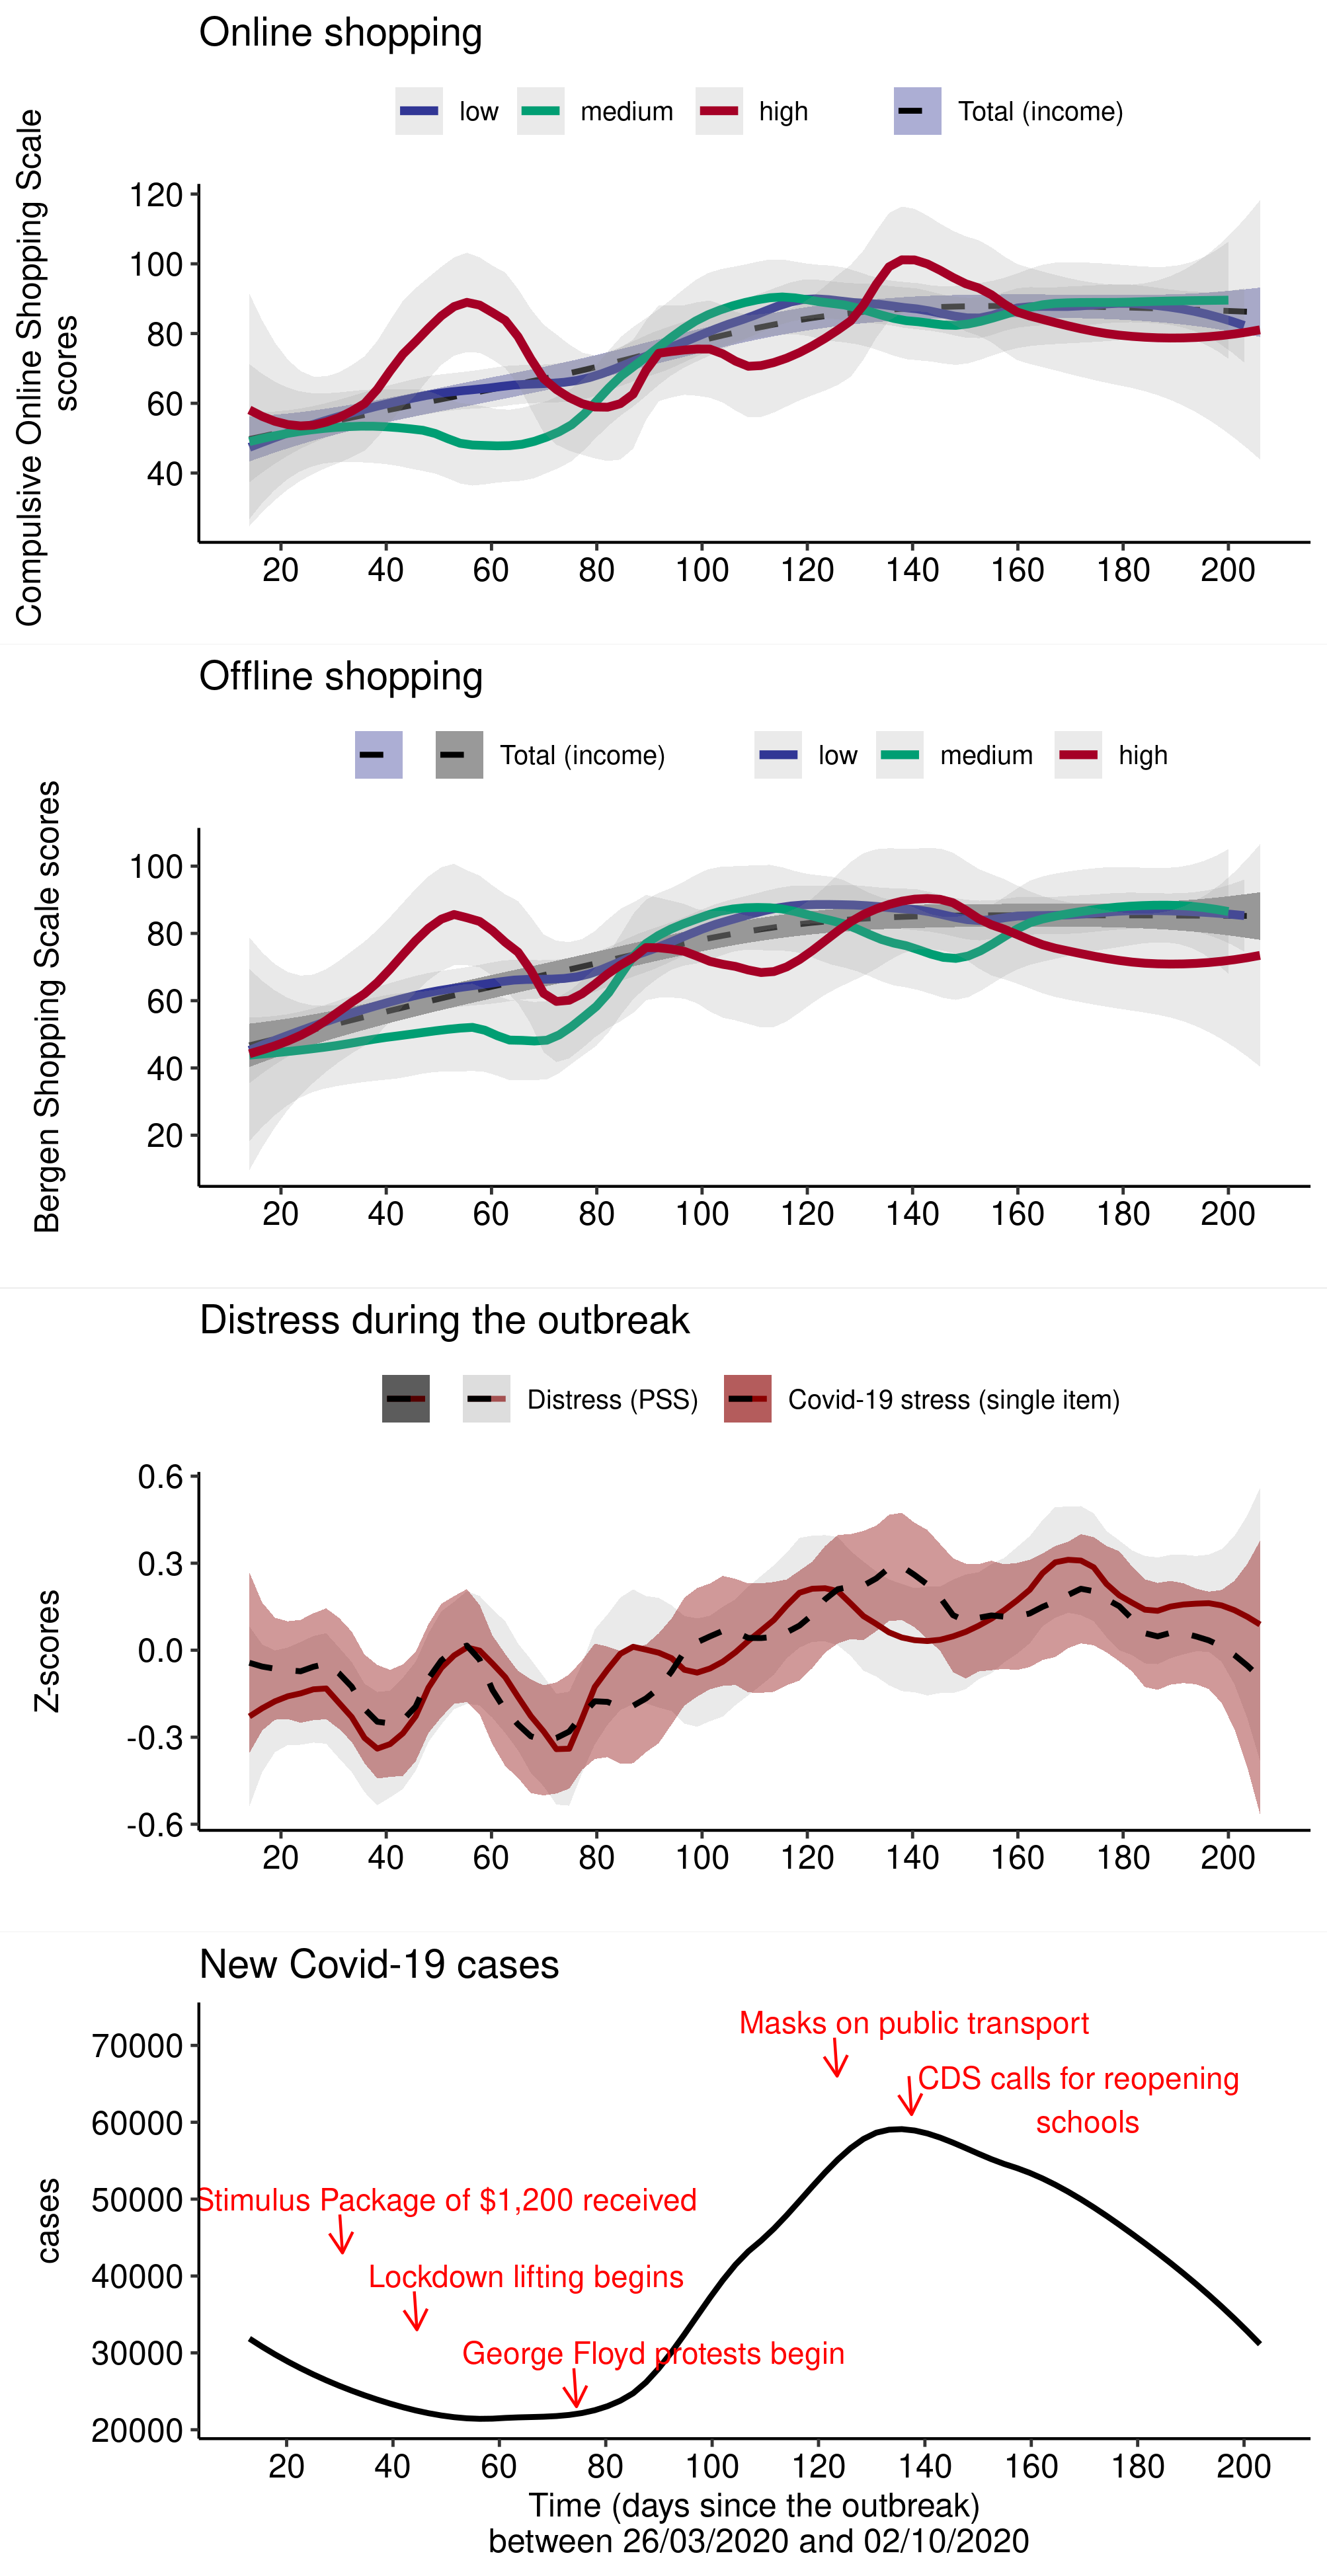 Online shopping
low medium high Total (income)
Compulsive Online Shopping Scale
scores
120
100
80
60
40
20 40 60 80 100 120 140 160 180 200
Offline shopping
Total (income) low medium high
Bergen Shopping Scale scores
100
80
60
40
20
20 40 60 80 100 120 140 160 180 200
Distress during the outbreak
Distress (PSS) Covid-19 stress (single item)
Z-scores
0.6
0.3
0.0
-0.3
-0.6
20 40 60 80 100 120 140 160 180 200
New Covid-19 cases
cases
70000
60000
50000
40000
30000
20000
Masks on public transport
CDS calls for reopening
schools
Stimulus Package of $1,200 received
Lockdown lifting begins
George Floyd protests begin
20 40 60 80 100 120 140 160 180 200
Time (days since the outbreak)
between 26/03/2020 and 02/10/2020